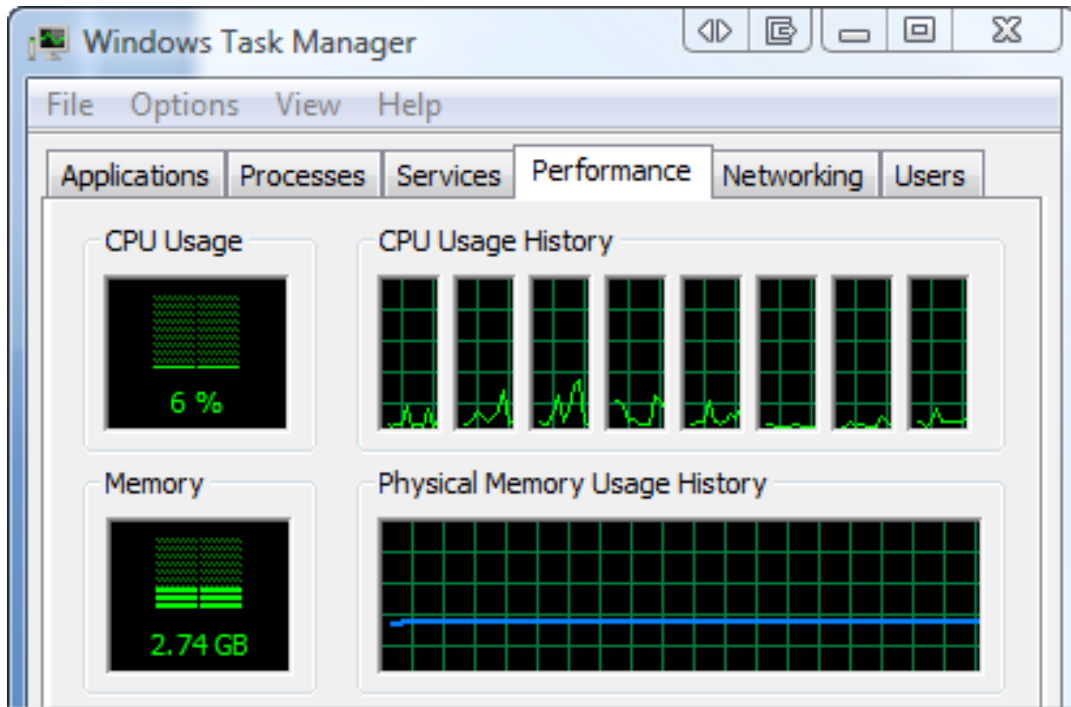 Windows Task Manager
File Options View Help
Applications Processes Services Performance Networking Users
CPU Usage
6 %
CPU Usage History
Memory
2.74 GB
Physical Memory Usage History